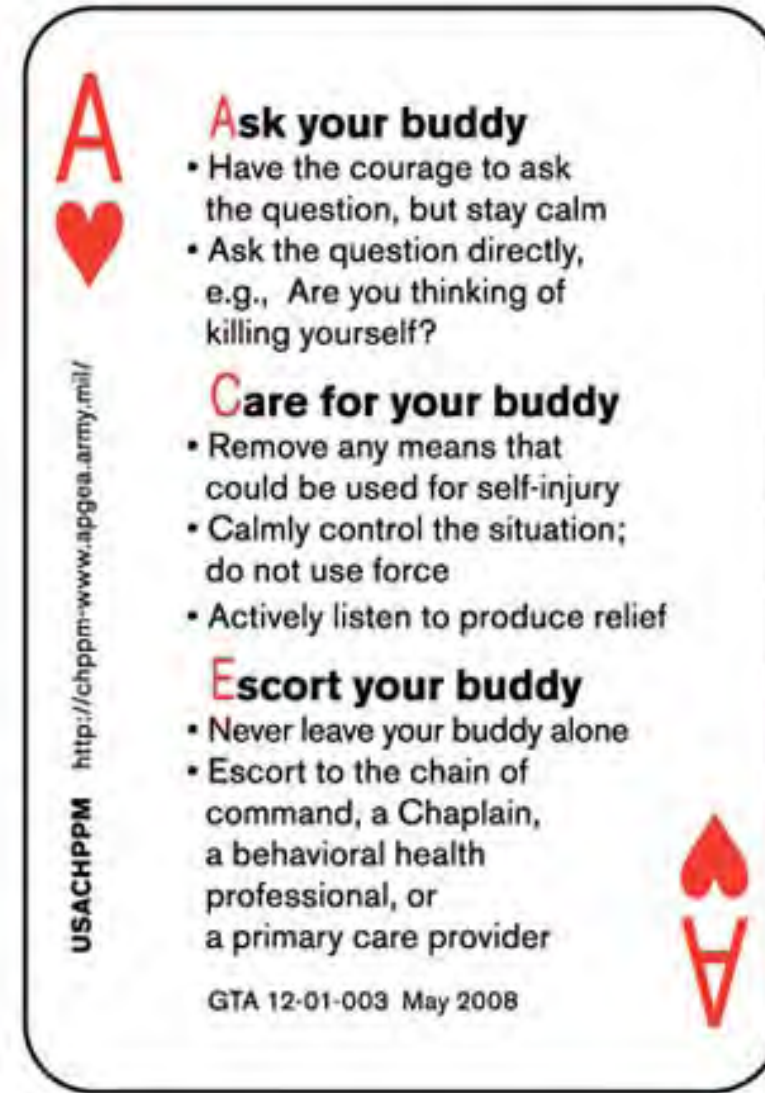 A
Ask your buddy
• Have the courage to ask
the question, but stay calm
• Ask the question directly,
e.g., Are you thinking of
killing yourself?
Care for your buddy
• Remove any means that
could be used for self-injury
• Calmly control the situation;
do not use force
• Actively listen to produce relief
Escort your buddy
• Never leave your buddy alone
• Escort to the chain of
command, a Chaplain,
a behavioral health
professional, or
a primary care provider
GTA 12-01-003 May 2008
USACHPPM http://chppm-www.apgea.army.mil/
A